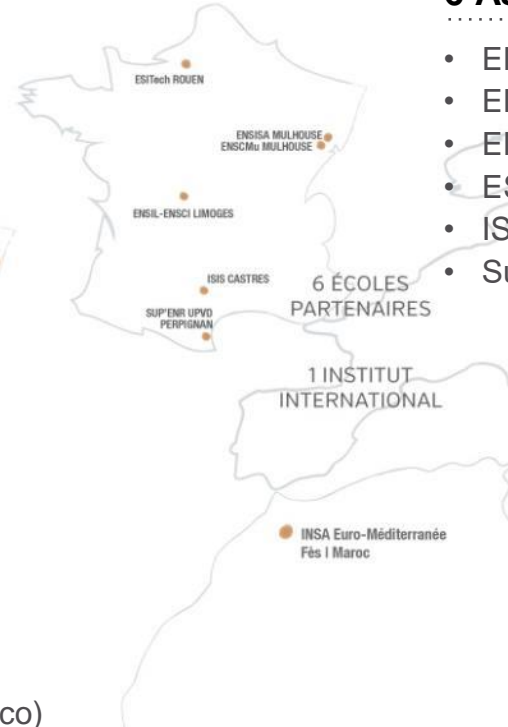 ESITech ROUEN
ENSISA MULHOUSE
ENSCMu MULHOUSE
ENSIL-ENSCI LIMOGES
ISIS CASTRES
SUP'ENR UPVD
PERPIGNAN
6 ÉCOLES
PARTENAIRES
1 INSTITUT
INTERNATIONAL
INSA Euro-Méditerranée
Fès I Maroc
co)